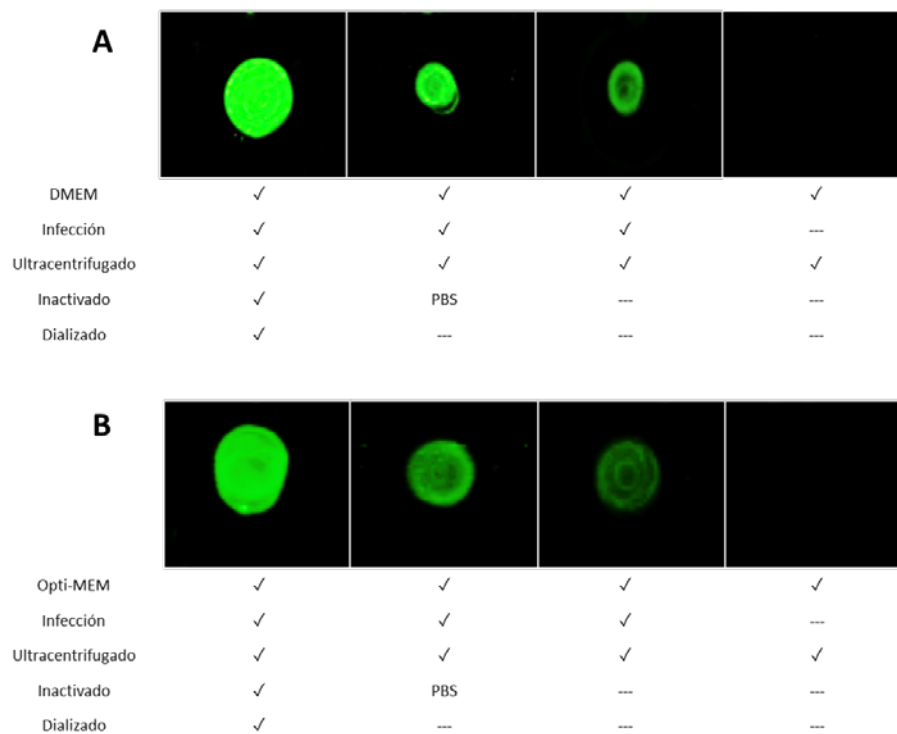 A
DMEM ✓ ✓ ✓ ✓
Infección ✓ ✓ ✓ ---
Ultracentrifugado ✓ ✓ ✓ ✓
Inactivado ✓ PBS --- ---
Dializado ✓ --- --- ---
B
Opti-MEM ✓ ✓ ✓ ✓
Infección ✓ ✓ ✓ ---
Ultracentrifugado ✓ ✓ ✓ ✓
Inactivado ✓ PBS --- ---
Dializado ✓ --- --- ---